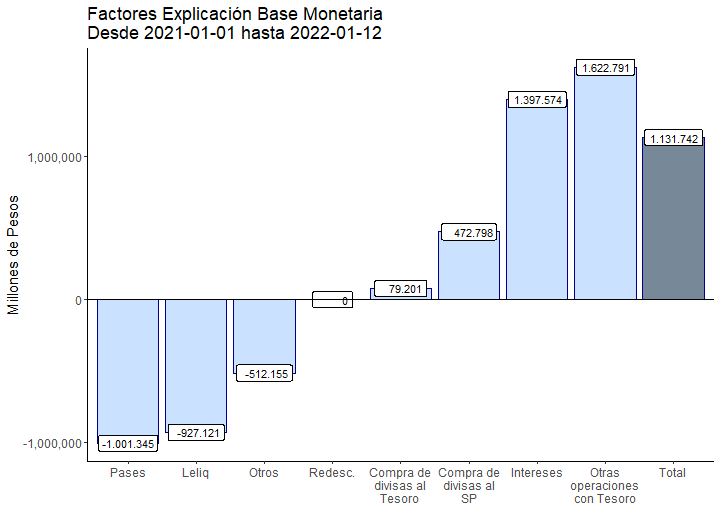 Factores Explicación Base Monetaria
Desde 2021-01-01 hasta 2022-01-12
Millones de Pesos
1,000,000
0
-1,000,000
-1.001.345
-927.121
-512.155
0
79.201
472.798
1.397.574
1.622.791
1.131.742
Pases
Leliq
Otros
Redesc.
Compra de
divisas al
Tesoro
Compra de
divisas al
SP
Intereses
Otras
operaciones
con Tesoro
Total